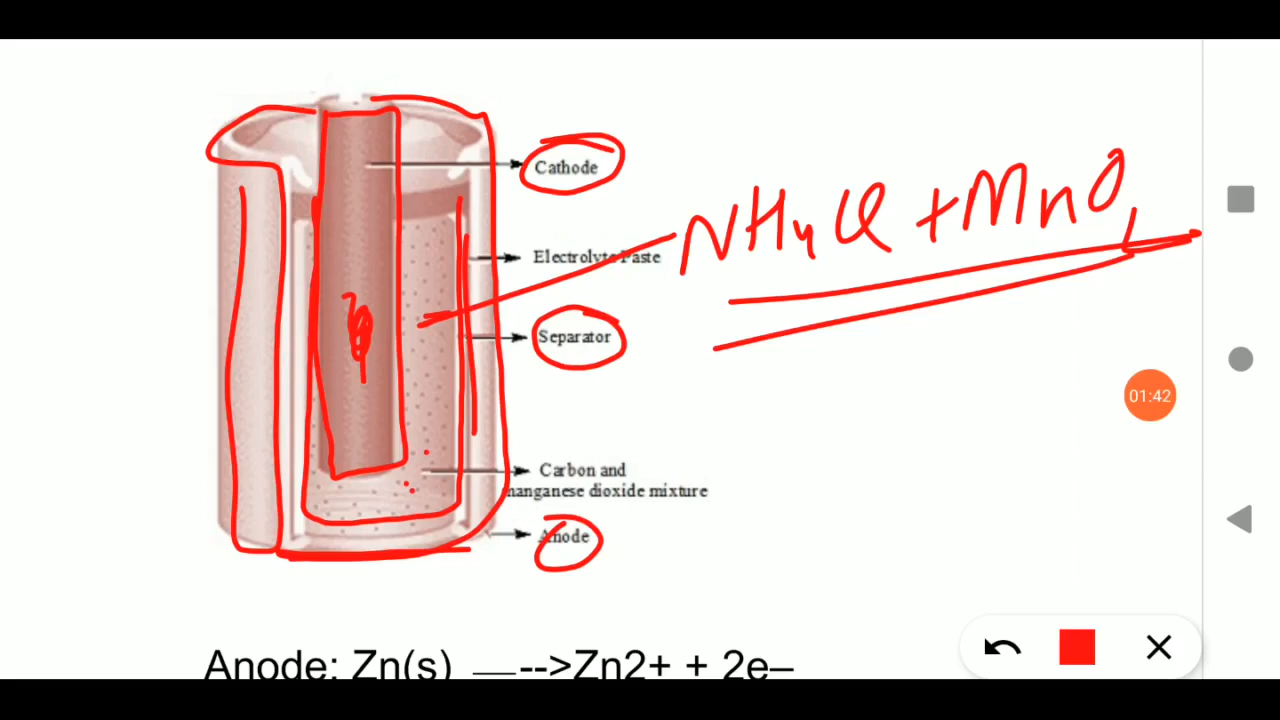 Cathode
NH4Cl + MnO2
Electrolyte Paste
Separator
01:42
Carbon and
manganese dioxide mixture
Anode
Anode: Zn(s) —-->Zn2+ + 2e–